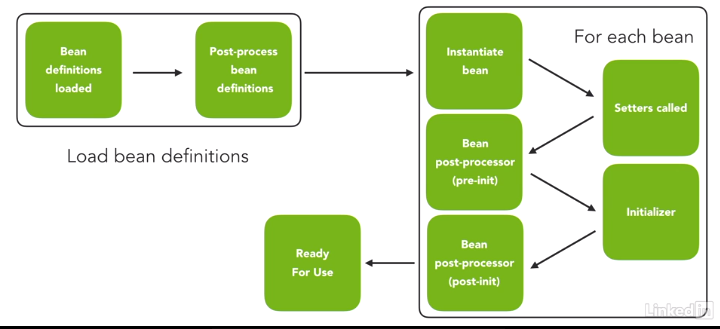 Bean
definitions
loaded
Post-process
bean
definitions
Load bean definitions
For each bean
Instantiate
bean
Setters called
Bean
post-processor
(pre-init)
Initializer
Bean
post-processor
(post-init)
Ready
For Use
Linked in